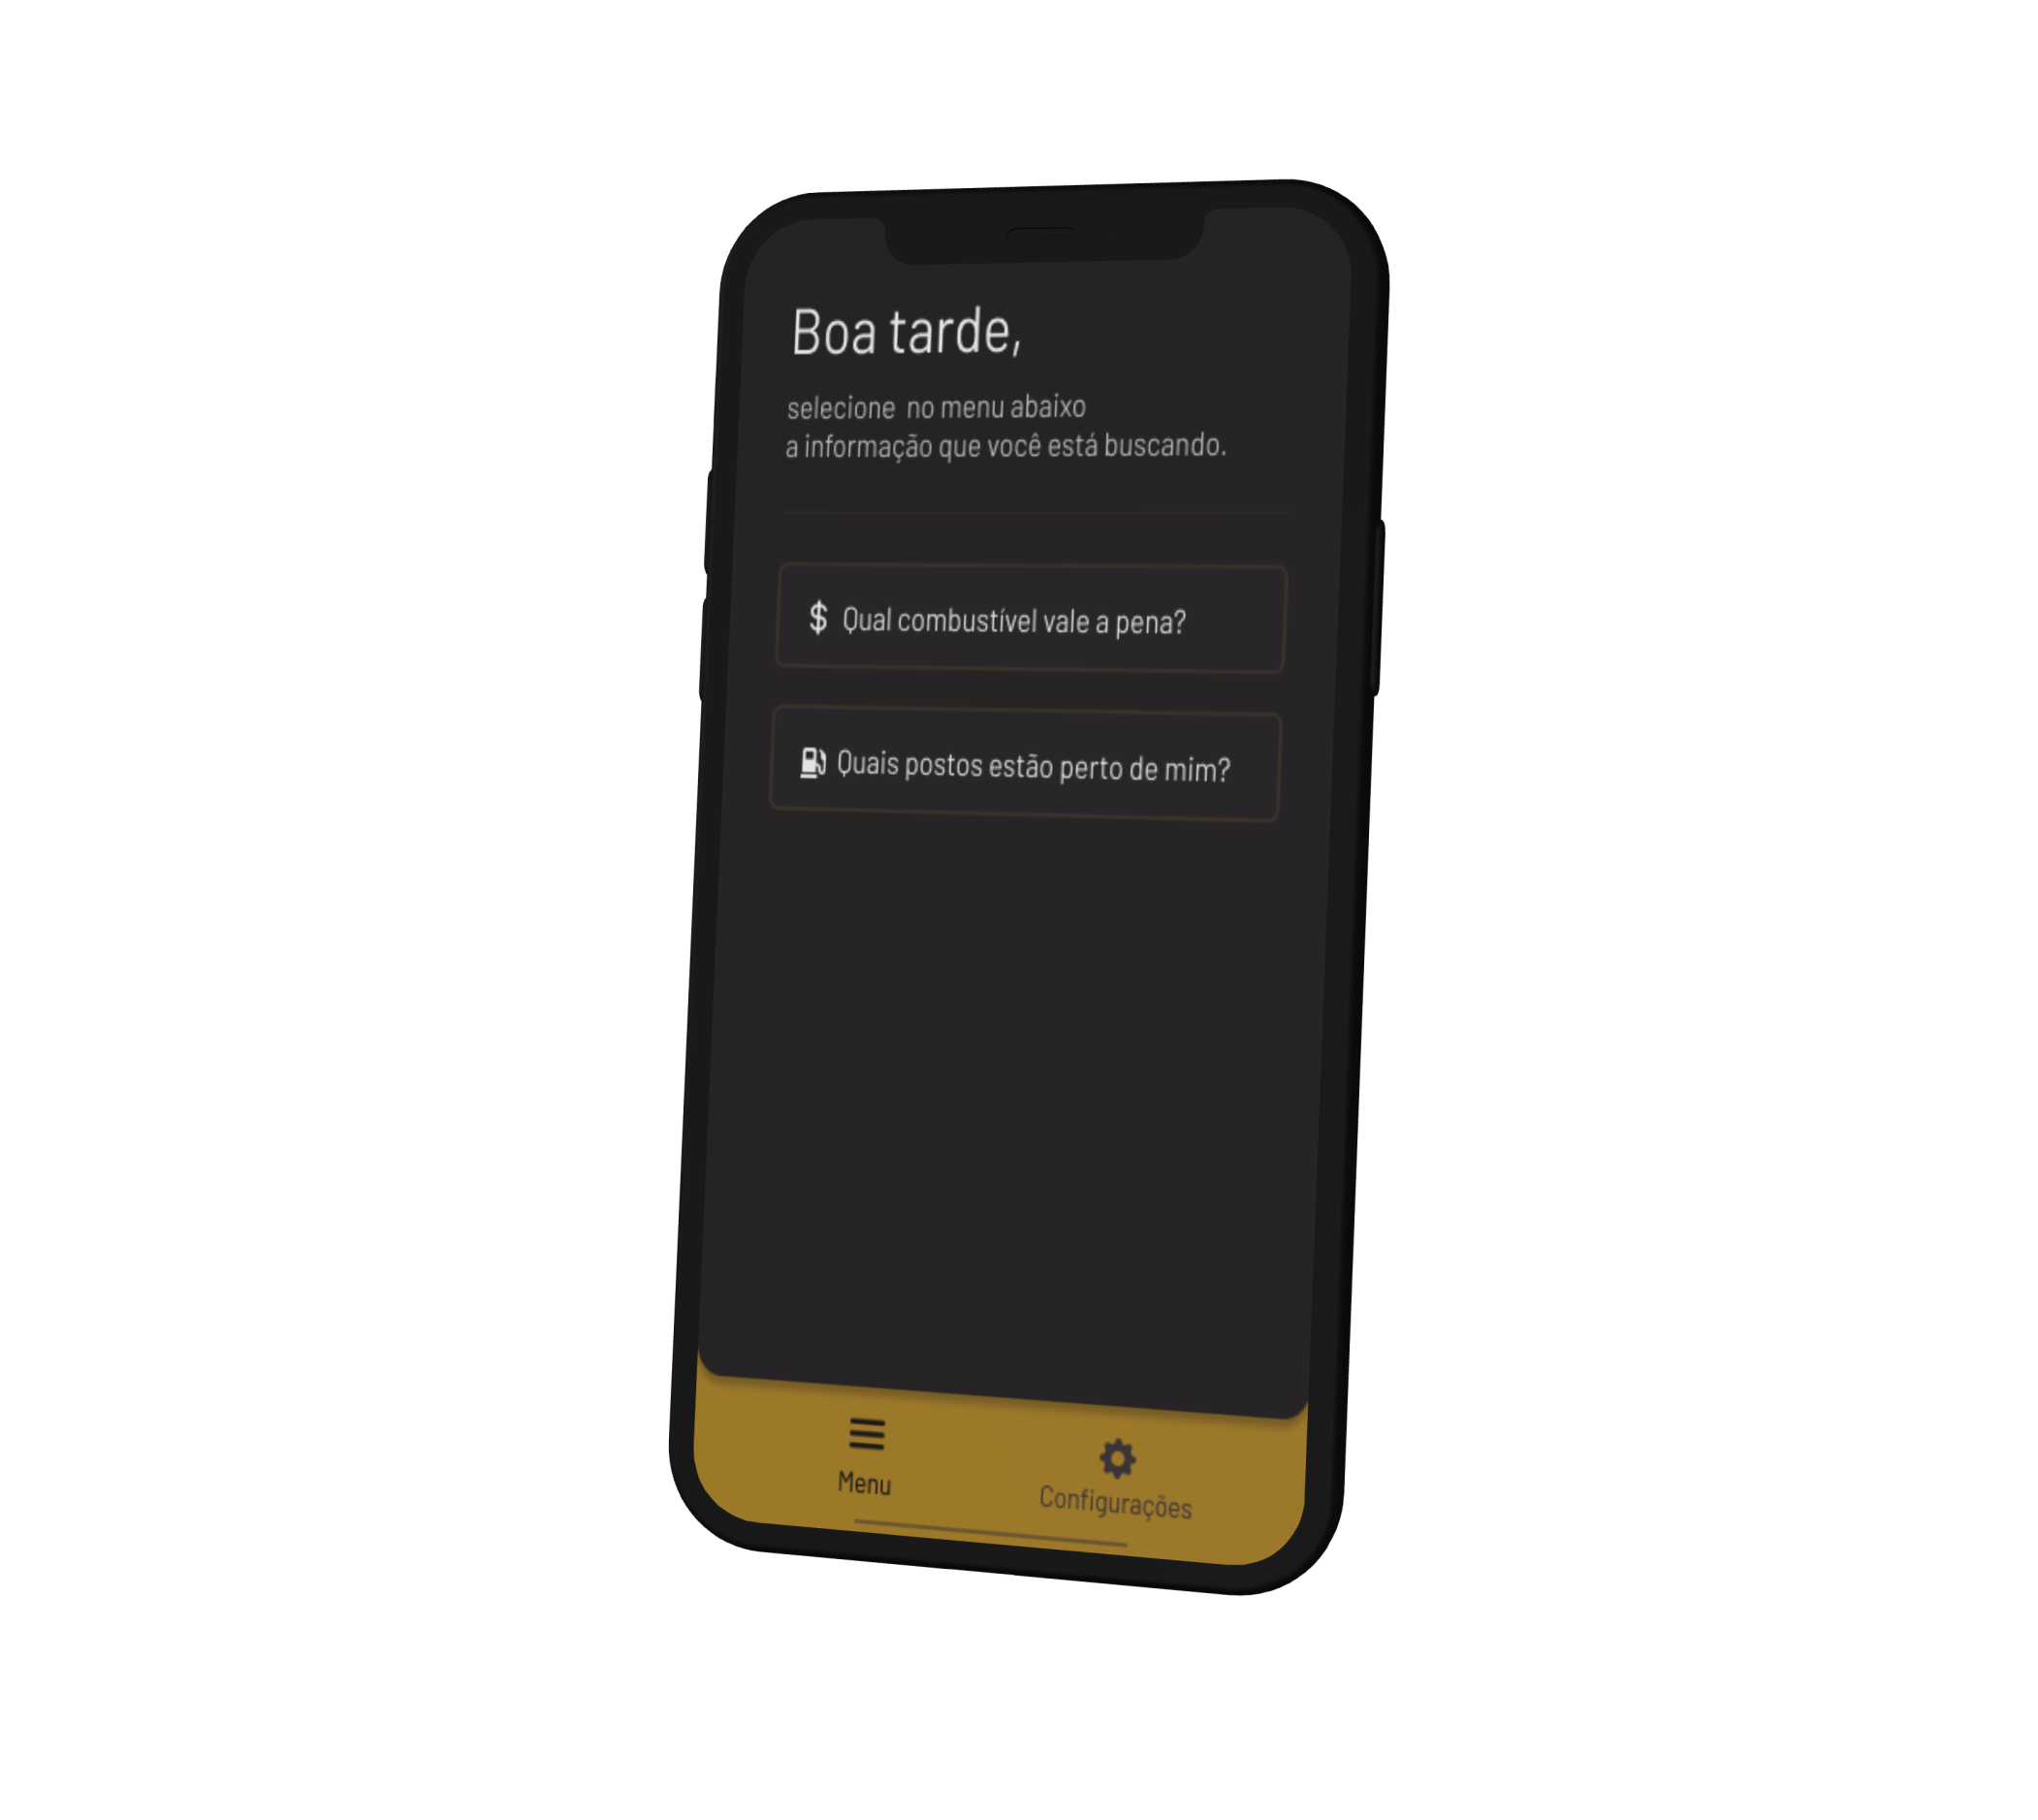 Boa tarde,
selecione no menu abaixo
a informação que você está buscando.
$ Qual combustível vale a pena?
Quais postos estão perto de mim?
Menu
Configurações